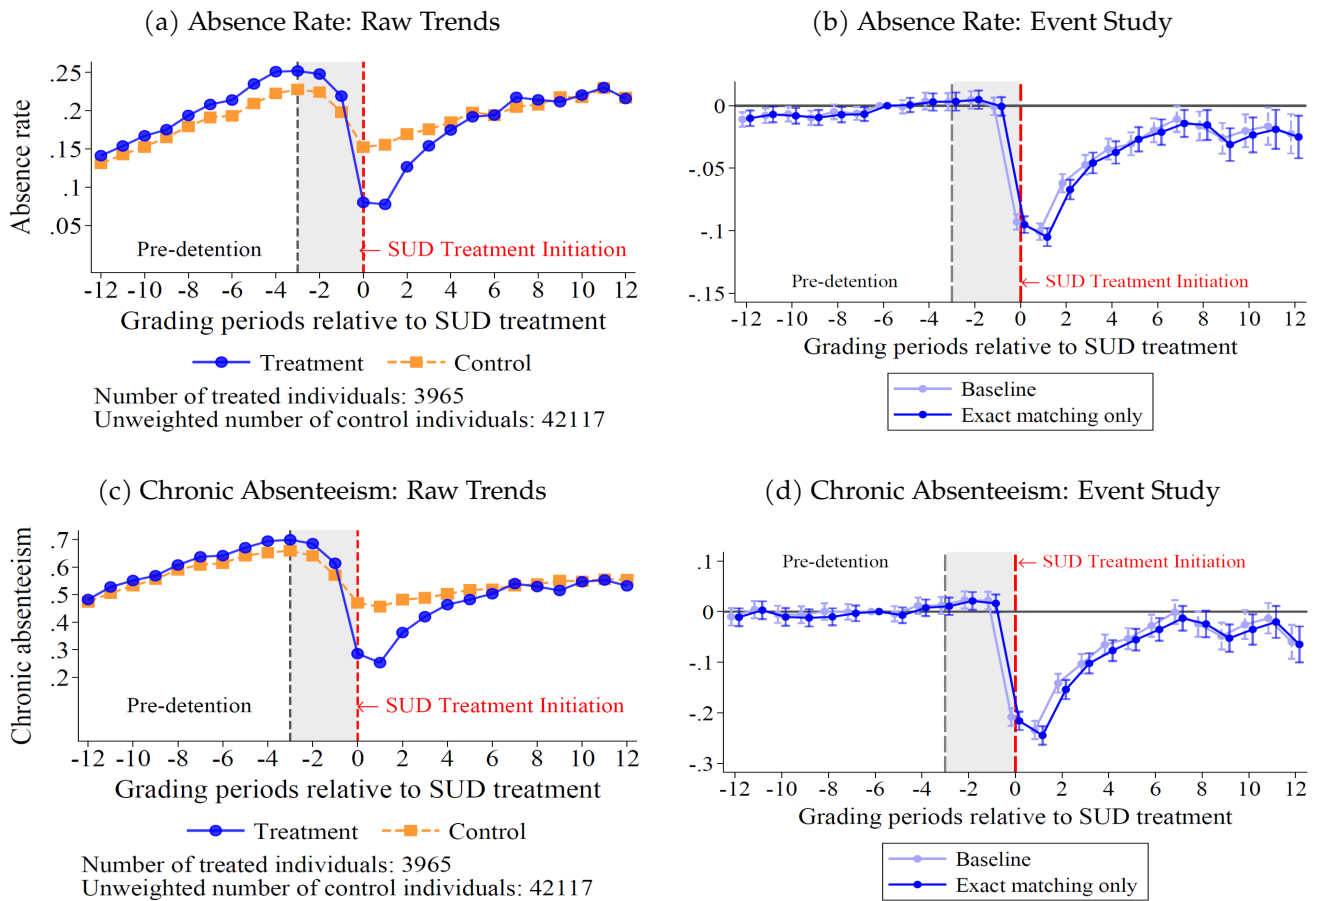 (a) Absence Rate: Raw Trends
Absence rate
.25
.2
.15
.1
.05
Pre-detention
← SUD Treatment Initiation
-12 -10 -8 -6 -4 -2 0 2 4 6 8 10 12
Grading periods relative to SUD treatment
Treatment Control
Number of treated individuals: 3965
Unweighted number of control individuals: 42117
(b) Absence Rate: Event Study
0
-.05
-.1
-.15
Pre-detention
← SUD Treatment Initiation
-12 -10 -8 -6 -4 -2 0 2 4 6 8 10 12
Grading periods relative to SUD treatment
Baseline
Exact matching only
(c) Chronic Absenteeism: Raw Trends
Chronic absenteeism
.7
.6
.5
.4
.3
.2
Pre-detention
← SUD Treatment Initiation
-12 -10 -8 -6 -4 -2 0 2 4 6 8 10 12
Grading periods relative to SUD treatment
Treatment Control
Number of treated individuals: 3965
Unweighted number of control individuals: 42117
(d) Chronic Absenteeism: Event Study
Pre-detention
← SUD Treatment Initiation
.1
0
-.1
-.2
-.3
-12 -10 -8 -6 -4 -2 0 2 4 6 8 10 12
Grading periods relative to SUD treatment
Baseline
Exact matching only